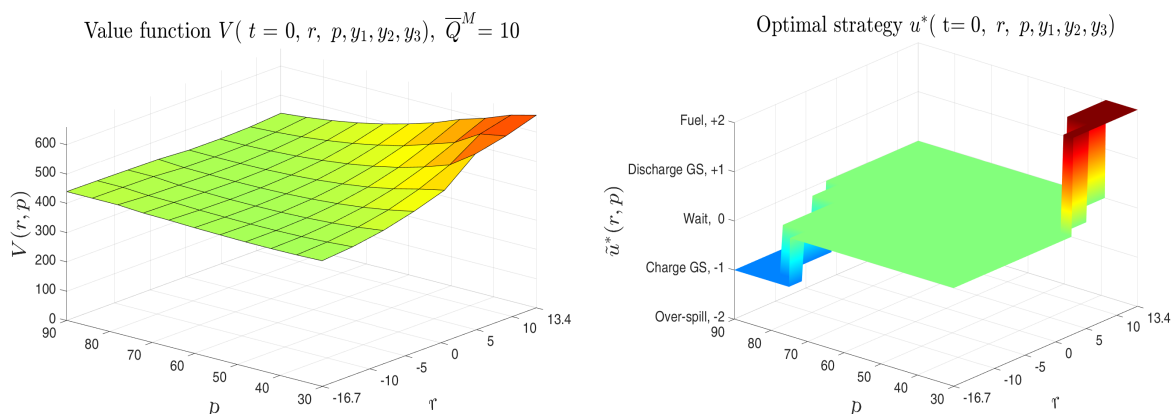 Value function V( t = 0, r, p, y₁, y₂, y₃), Q̅ᴹ = 10
V(r, p)
600
500
400
300
200
100
0
90
80
70
60
50
40
30
p
-16.7
-10
-5
0
5
10
13.4
r
Optimal strategy u*( t= 0, r, p, y₁, y₂, y₃)
ũ*(r, p)
Fuel, +2
Discharge GS, +1
Wait, 0
Charge GS, -1
Over-spill, -2
90
80
70
60
50
40
30
p
-16.7
-10
-5
0
5
10
13.4
r